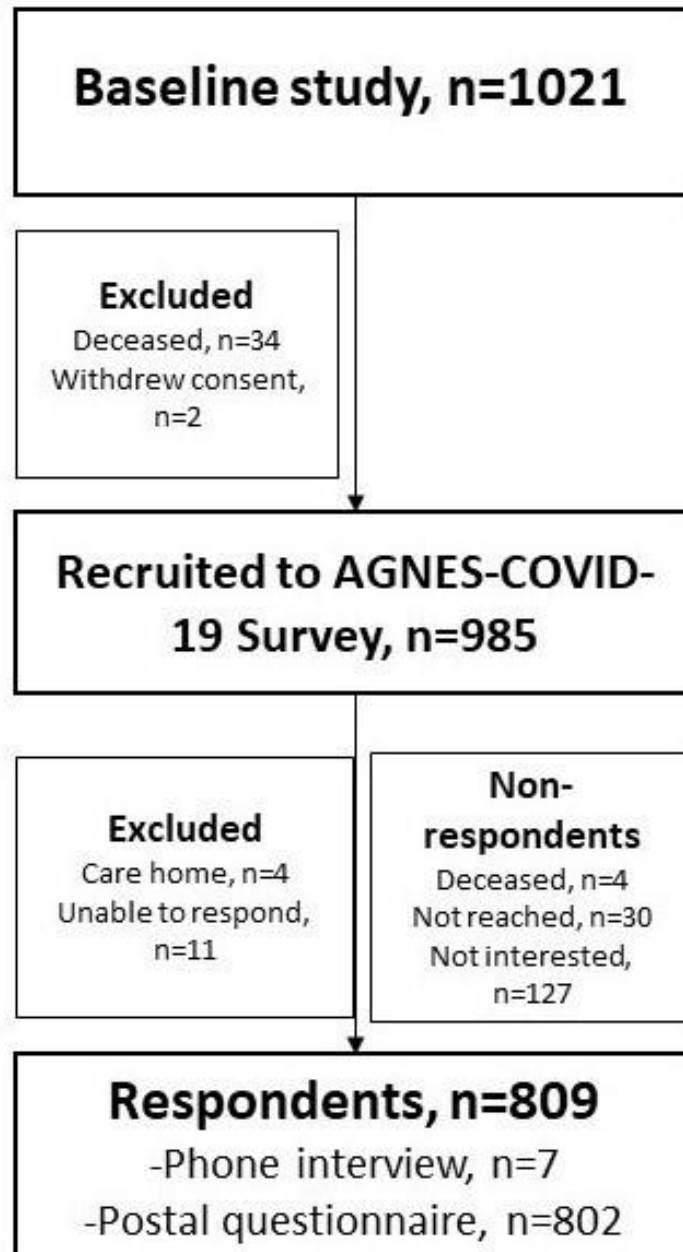 Baseline study, n=1021
Excluded
Deceased, n=34
Withdrew consent,
n=2
Recruited to AGNES-COVID-
19 Survey, n=985
Excluded
Care home, n=4
Unable to respond,
n=11
Non-
respondents
Deceased, n=4
Not reached, n=30
Not interested,
n=127
Respondents, n=809
-Phone interview, n=7
-Postal questionnaire, n=802